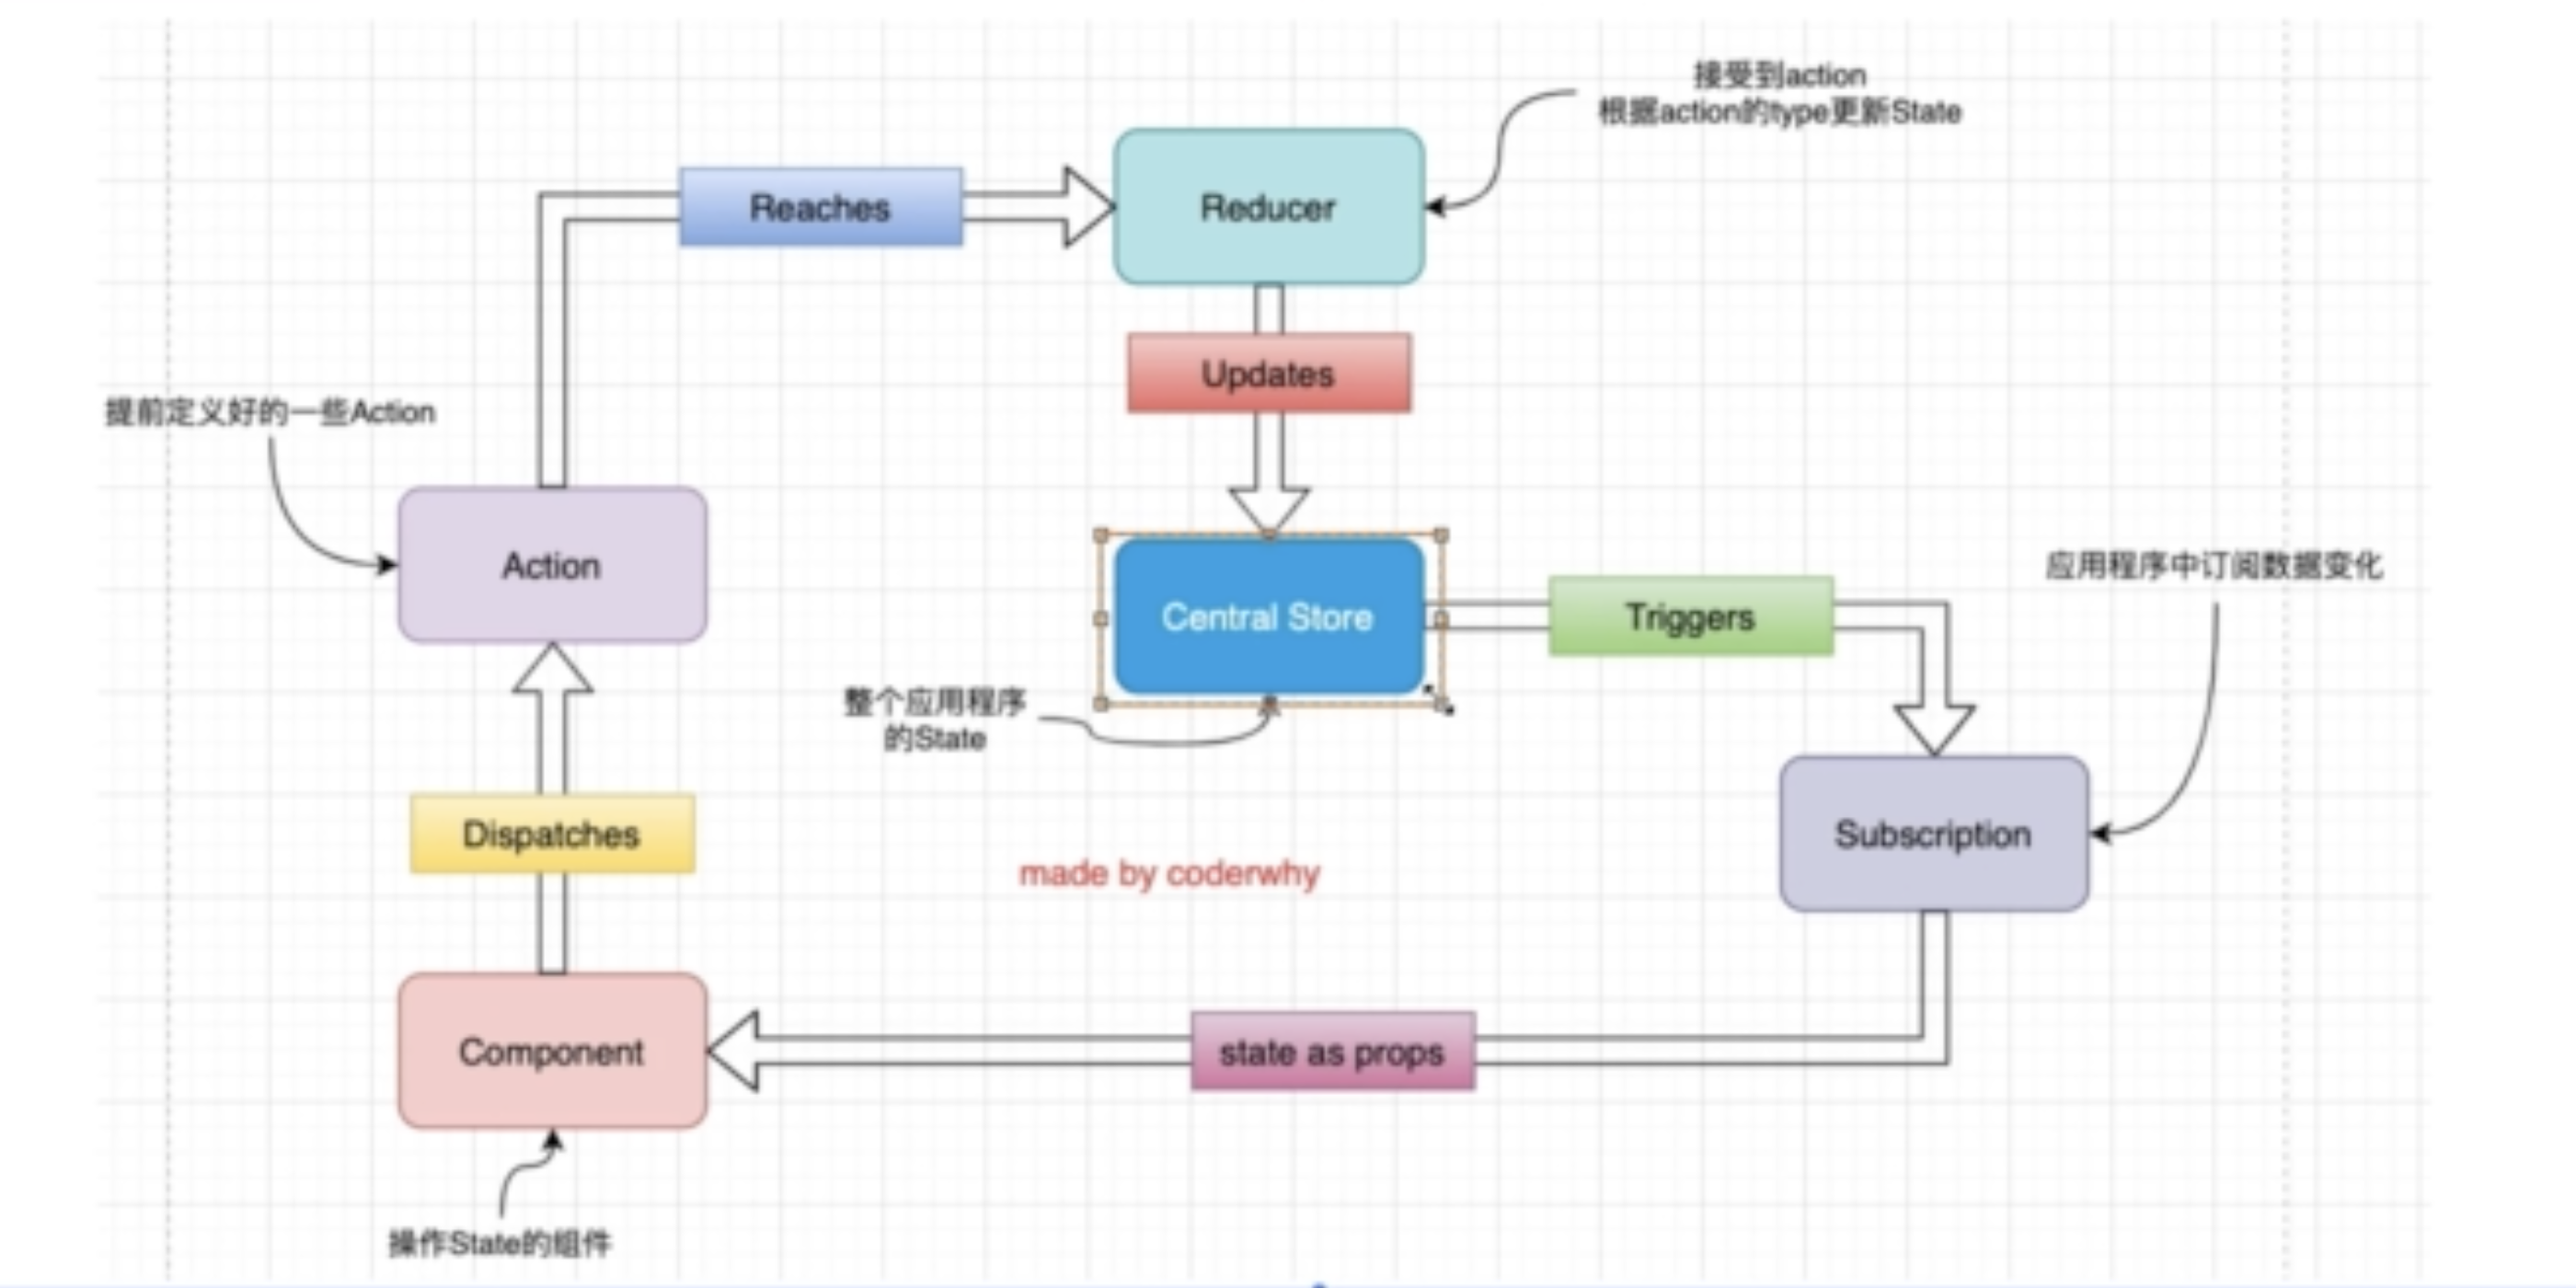 接受到action
根据action的type更新State
Reaches
Reducer
Updates
提前定义好的一些Action
Action
Central Store
Triggers
应用程序中订阅数据变化
整个应用程序
的State
Dispatches
Subscription
made by coderwhy
Component
state as props
操作State的组件